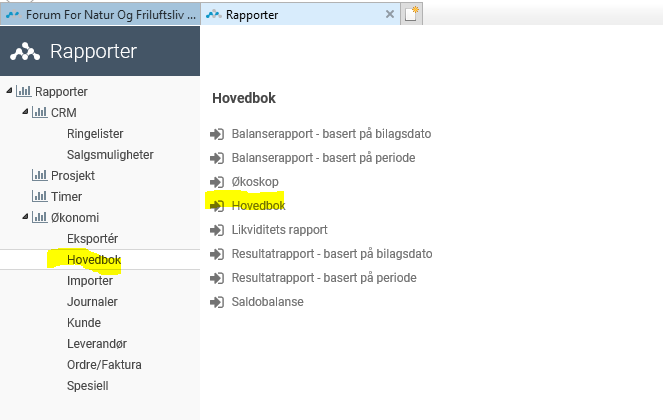 Forum For Natur Og Friluftsliv ...
Rapporter
Rapporter
Rapporter
CRM
Ringelister
Salgsmuligheter
Prosjekt
Timer
Økonomi
Eksportér
Hovedbok
Importer
Journaler
Kunde
Leverandør
Ordre/Faktura
Spesiell
Hovedbok
Balanserapport - basert på bilagsdato
Balanserapport - basert på periode
Økoskop
Hovedbok
Likviditets rapport
Resultatrapport - basert på bilagsdato
Resultatrapport - basert på periode
Saldobalanse